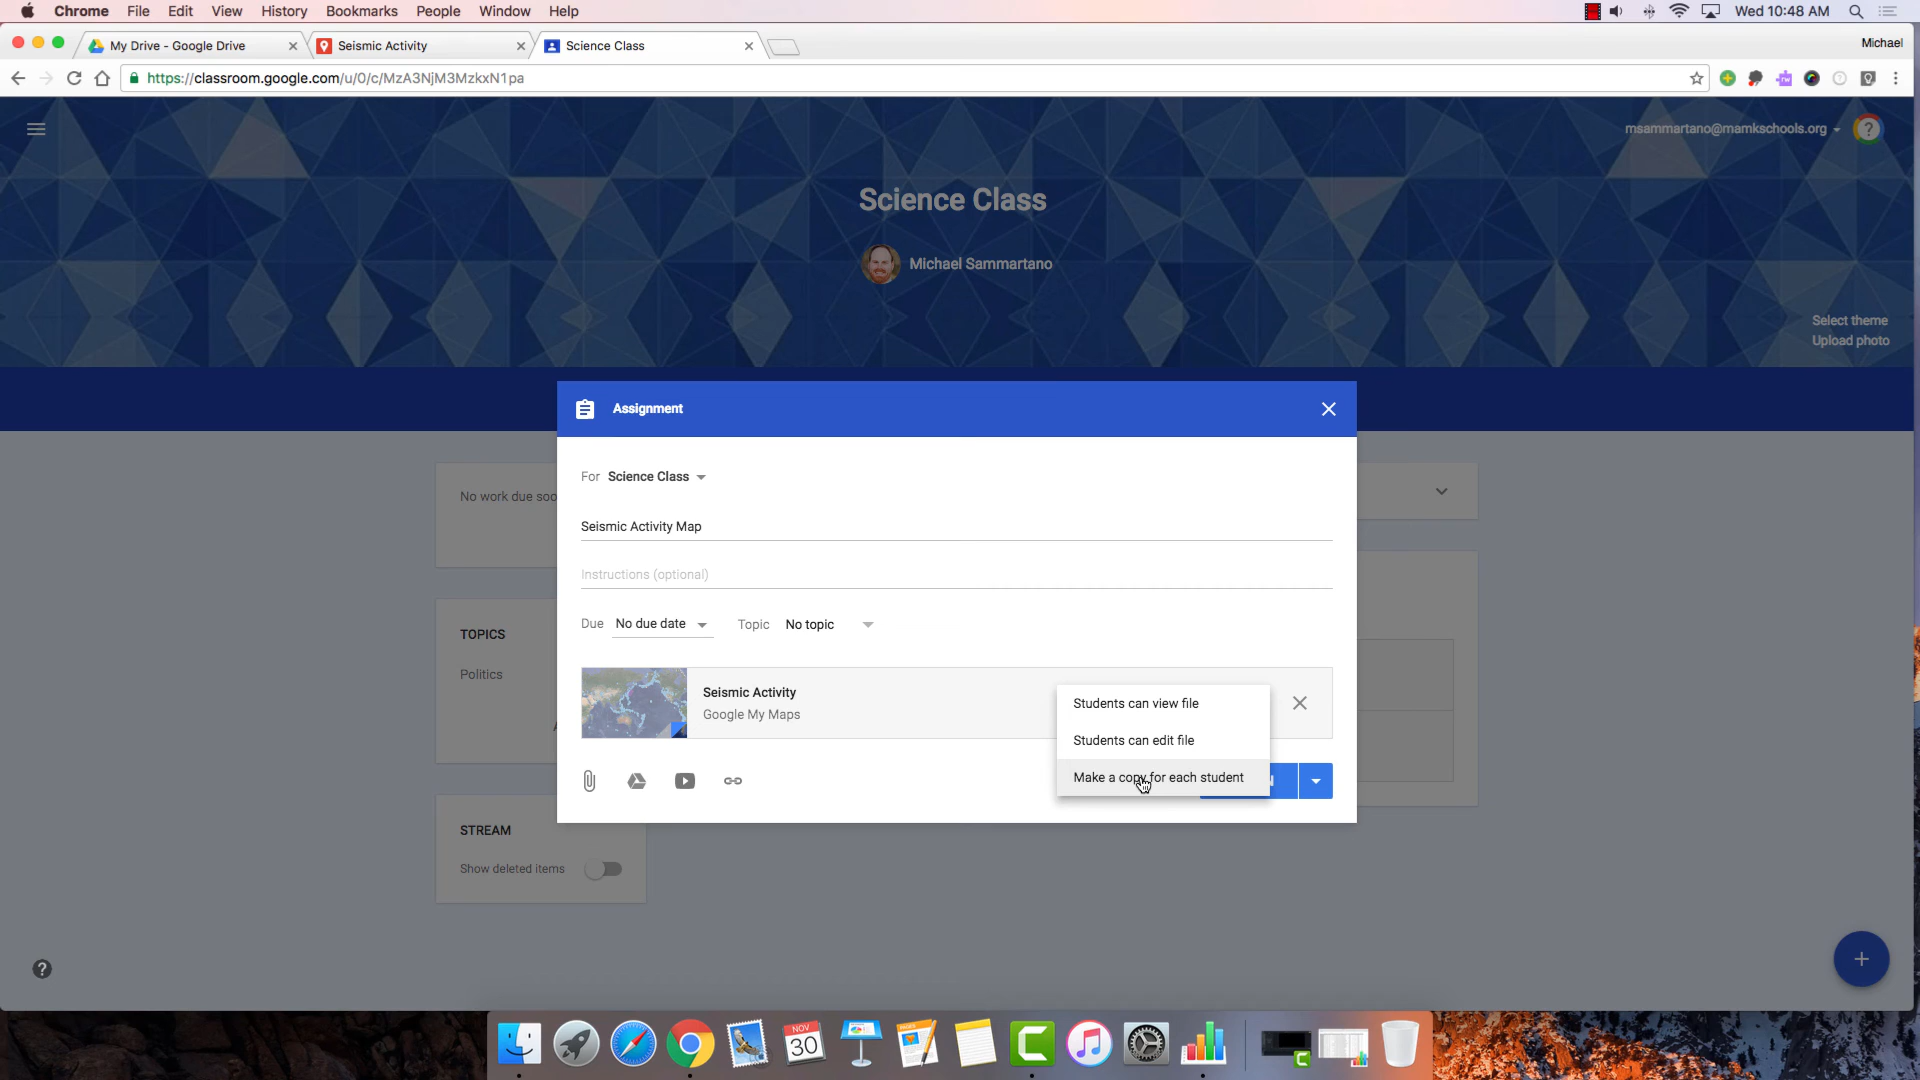 Chrome File Edit View History Bookmarks People Window Help Wed 10:48 AM
My Drive - Google Drive Seismic Activity Science Class Michael
https://classroom.google.com/u/0/c/MzA3NjM3MzkxN1pa
msammartano@mamkschools.org ?
Science Class
Michael Sammartano
Select theme
Upload photo
Assignment
For Science Class
No work due soo
Seismic Activity Map
Instructions (optional)
Due No due date Topic No topic
TOPICS
Politics
Seismic Activity
Google My Maps
Students can view file
Students can edit file
Make a copy for each student
STREAM
Show deleted items
?
NOV
30